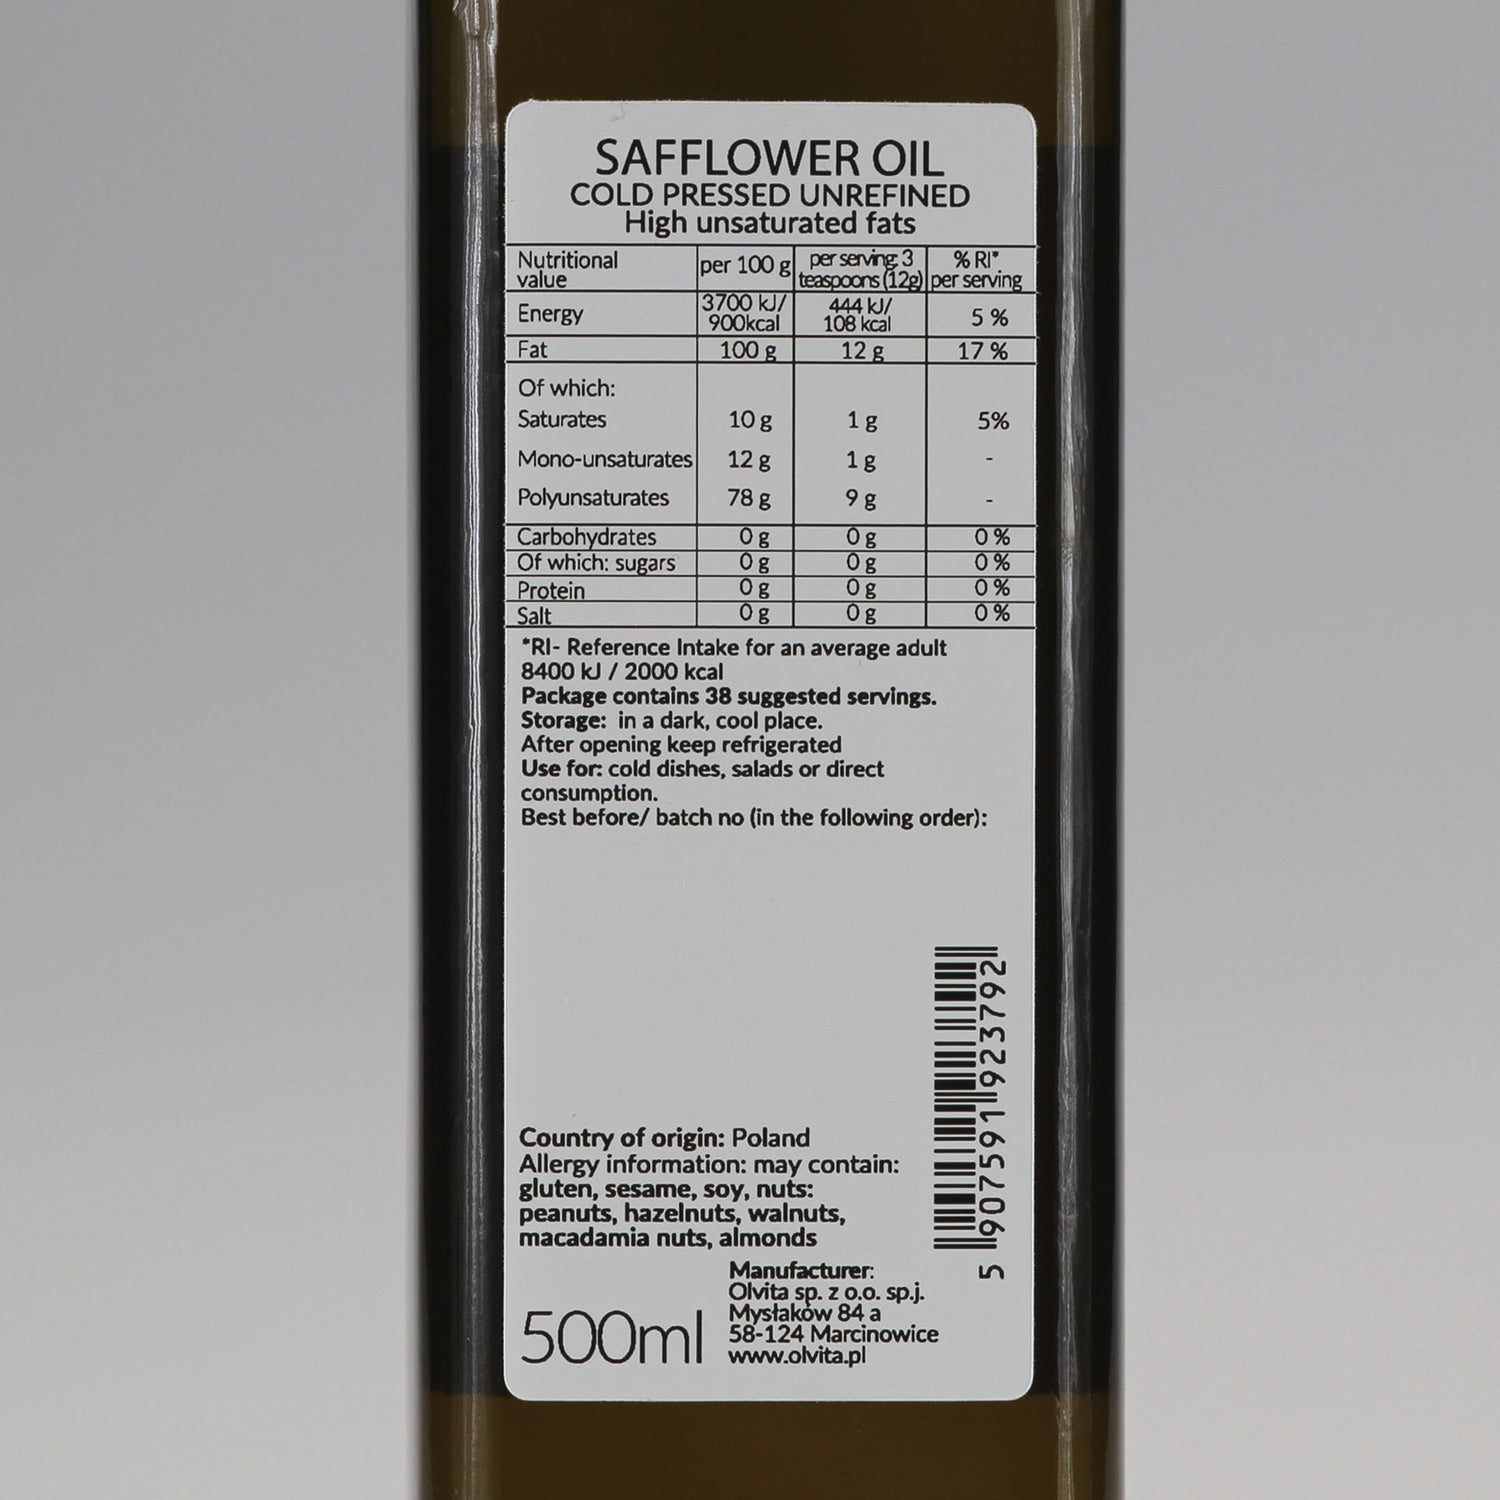 SAFFLOWER OIL
COLD PRESSED UNREFINED
High unsaturated fats
Nutritional value per 100 g per serving: 3 teaspoons (12g) % RI* per serving
Energy 3700 kJ/ 900kcal 444 kJ/ 108 kcal 5 %
Fat 100 g 12 g 17 %
Of which:
Saturates 10 g 1 g 5%
Mono-unsaturates 12 g 1 g -
Polyunsaturates 78 g 9 g -
Carbohydrates 0 g 0 g 0 %
Of which: sugars 0 g 0 g 0 %
Protein 0 g 0 g 0 %
Salt 0 g 0 g 0 %
*RI- Reference Intake for an average adult
8400 kJ / 2000 kcal
Package contains 38 suggested servings.
Storage: in a dark, cool place.
After opening keep refrigerated
Use for: cold dishes, salads or direct
consumption.
Best before/ batch no (in the following order):
5 907591 923792
Country of origin: Poland
Allergy information: may contain:
gluten, sesame, soy, nuts:
peanuts, hazelnuts, walnuts,
macadamia nuts, almonds
500ml
Manufacturer:
Olvita sp. z o.o. sp.j.
Mysłaków 84 a
58-124 Marcinowice
www.olvita.pl